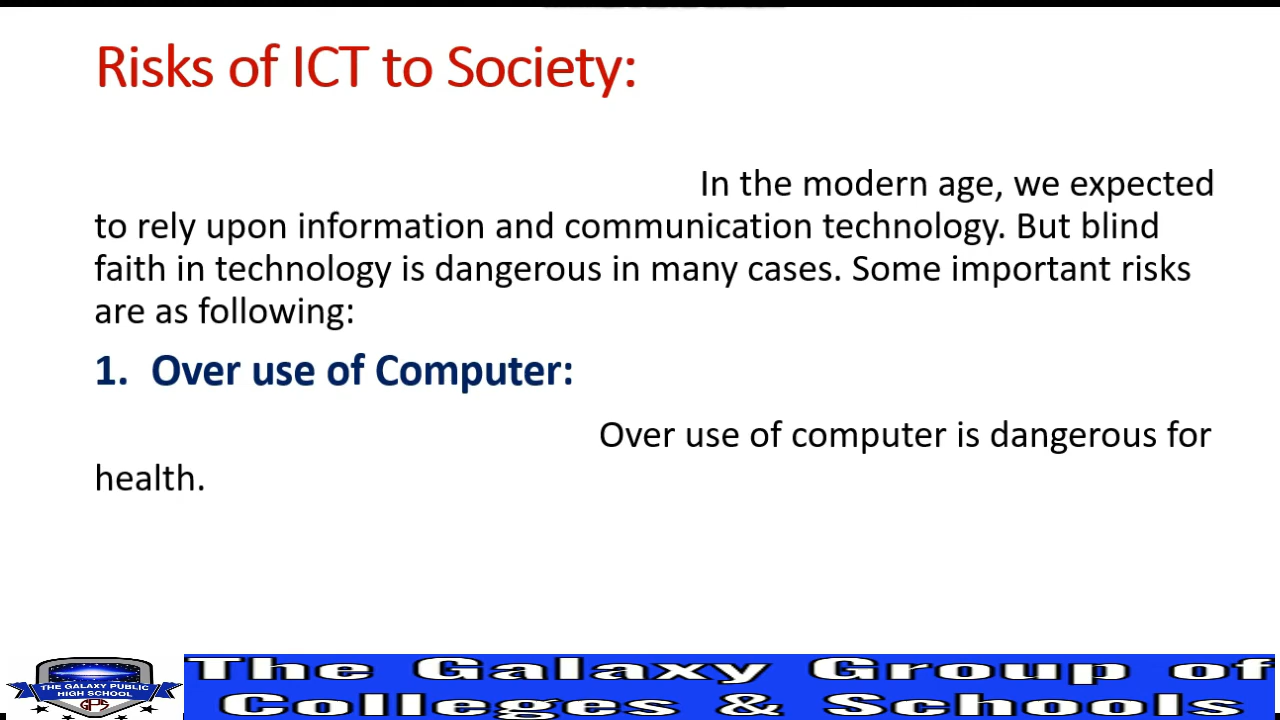 Risks of ICT to Society:
In the modern age, we expected
to rely upon information and communication technology. But blind
faith in technology is dangerous in many cases. Some important risks
are as following:
1. Over use of Computer:
Over use of computer is dangerous for
health.
THE GALAXY PUBLIC
HIGH SCHOOL
GPS
The Galaxy Group of
Colleges & Schools